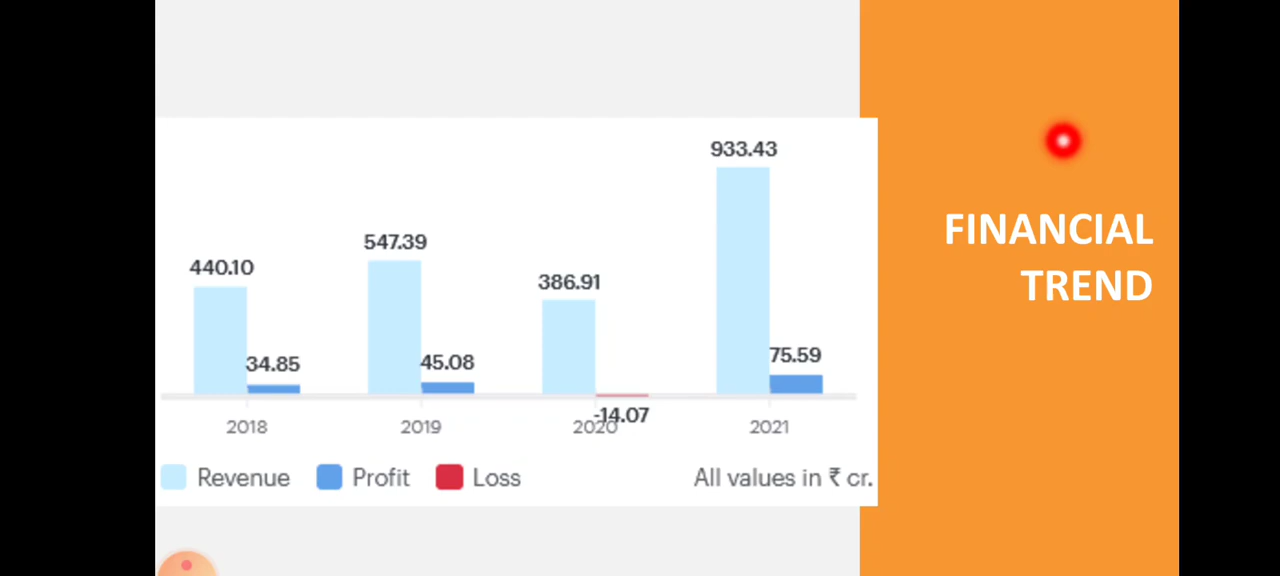 933.43
547.39
440.10
386.91
75.59
34.85
45.08
-14.07
2018
2019
2020
2021
Revenue
Profit
Loss
All values in ₹ cr.
FINANCIAL
TREND